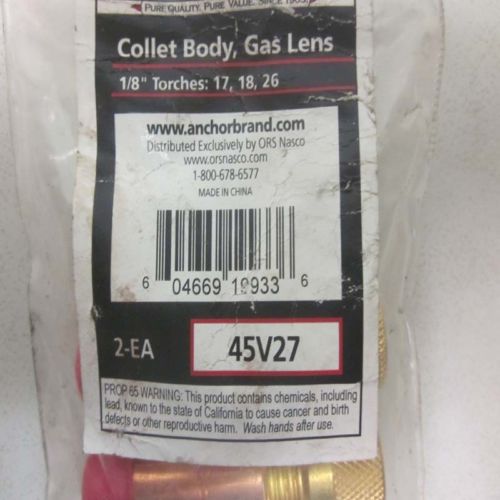 PURE QUALITY. PURE VALUE. SINCE 1905.
Collet Body, Gas Lens
1/8" Torches: 17, 18, 26
www.anchorbrand.com
Distributed Exclusively by ORS Nasco
www.orsnasco.com
1-800-678-6577
MADE IN CHINA
6 04669 19933 6
2-EA 45V27
PROP 65 WARNING: This product contains chemicals, including
lead, known to the state of California to cause cancer and birth
defects or other reproductive harm. Wash hands after use.